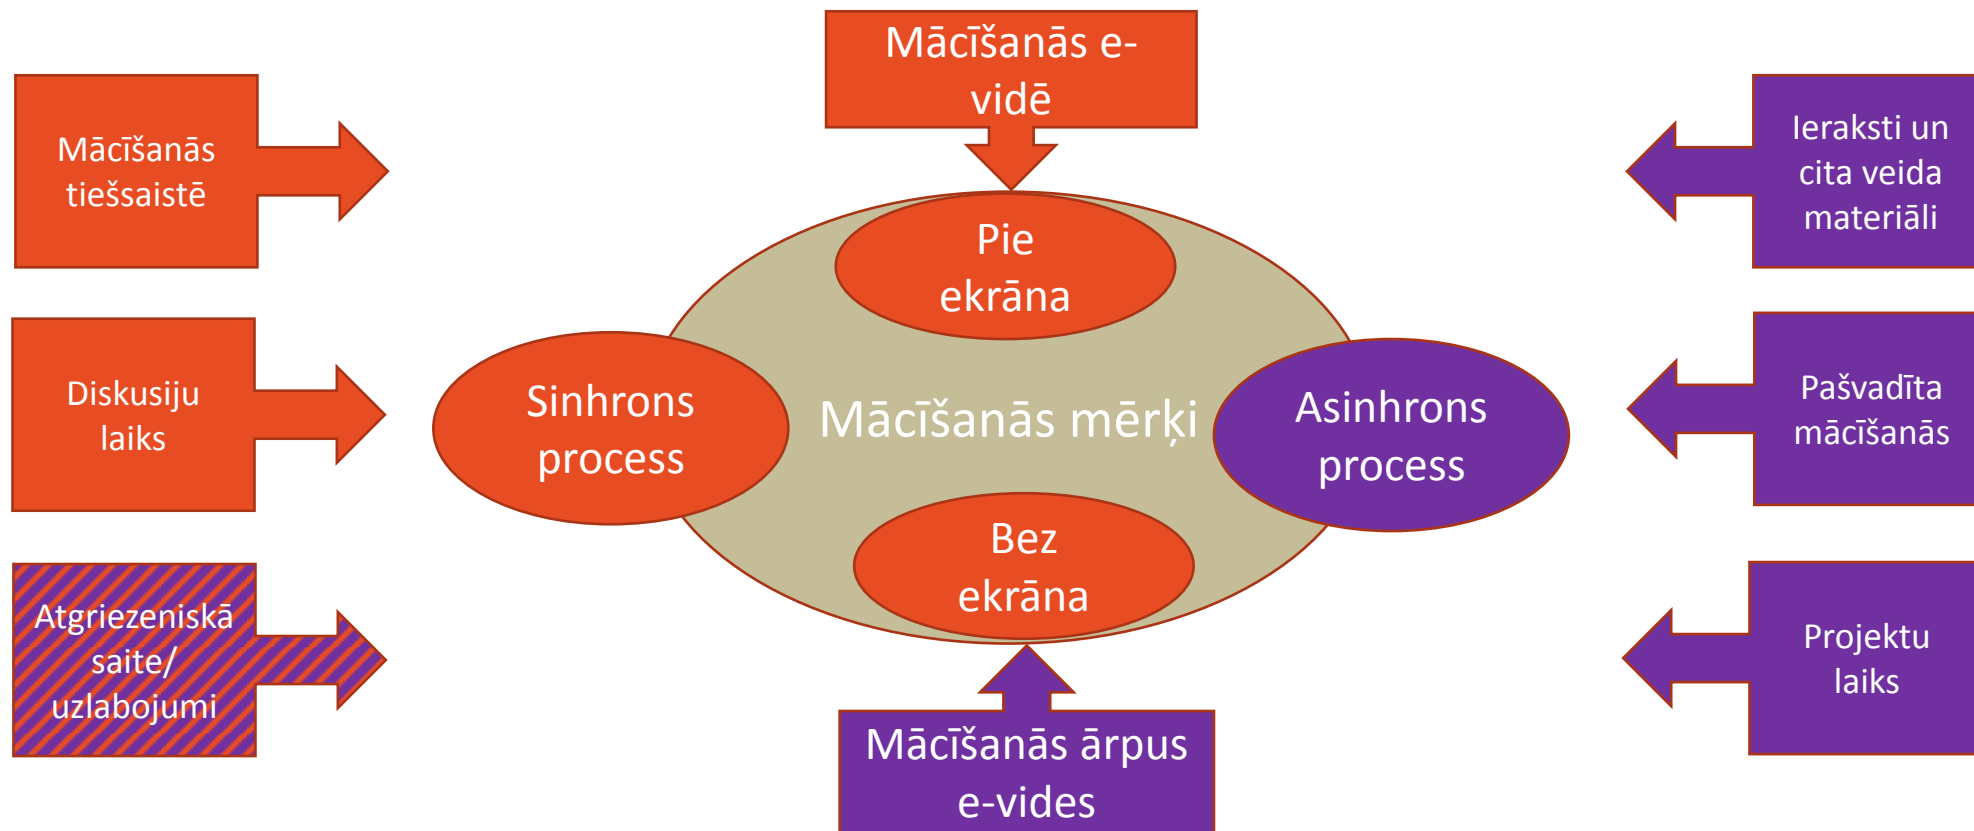 Mācīšanās e-
vidē
Mācīšanās
tiešsaistē
Ieraksti un
cita veida
materiāli
Pie
ekrāna
Diskusiju
laiks
Sinhrons
process
Mācīšanās mērķi
Asinhrons
process
Pašvadīta
mācīšanās
Bez
ekrāna
Atgriezeniskā
saite/
uzlabojumi
Projektu
laiks
Mācīšanās ārpus
e-vides